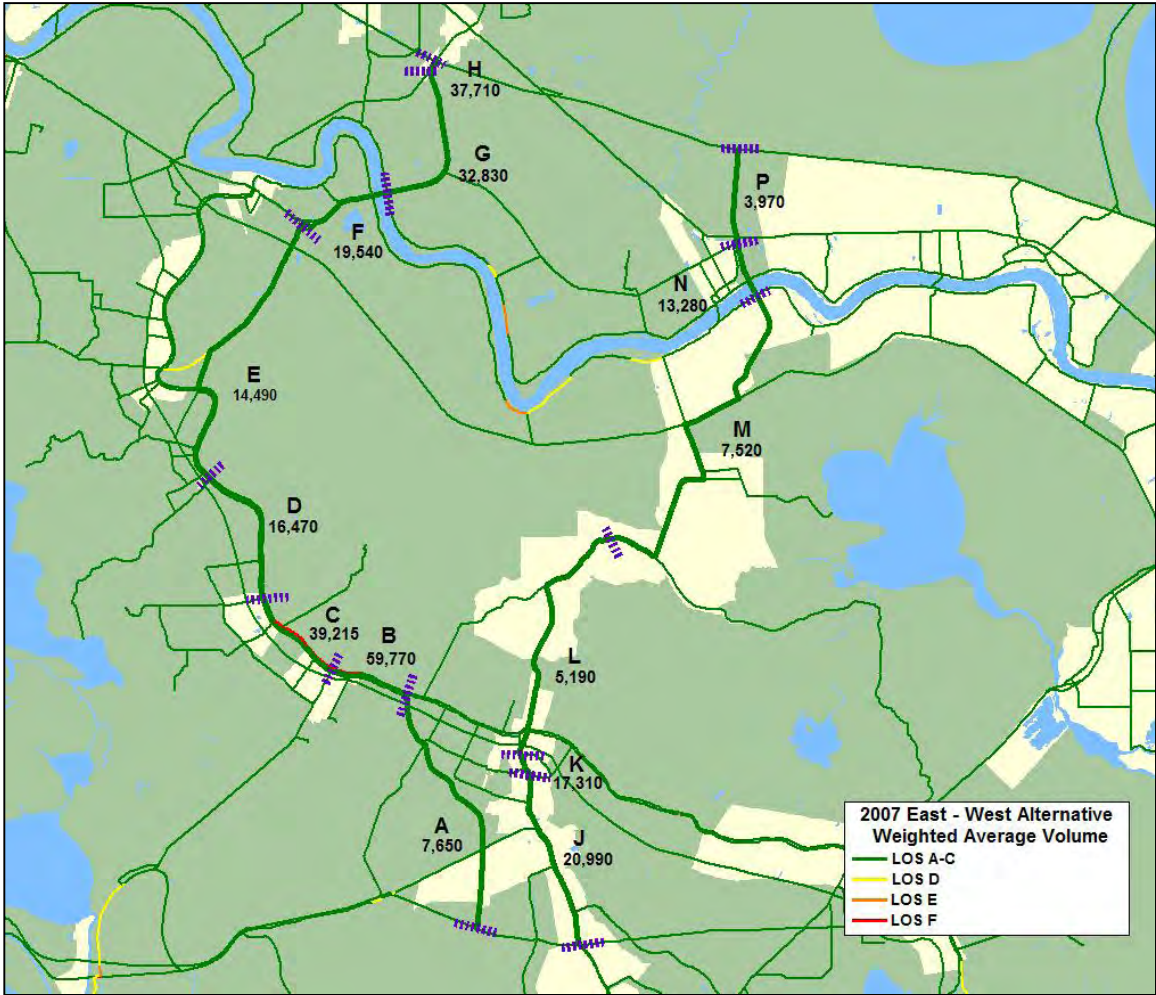 H
37,710
G
32,830
P
3,970
F
19,540
N
13,280
E
14,490
M
7,520
D
16,470
C
39,215
B
59,770
L
5,190
K
17,310
A
7,650
J
20,990
2007 East - West Alternative
Weighted Average Volume
LOS A-C
LOS D
LOS E
LOS F